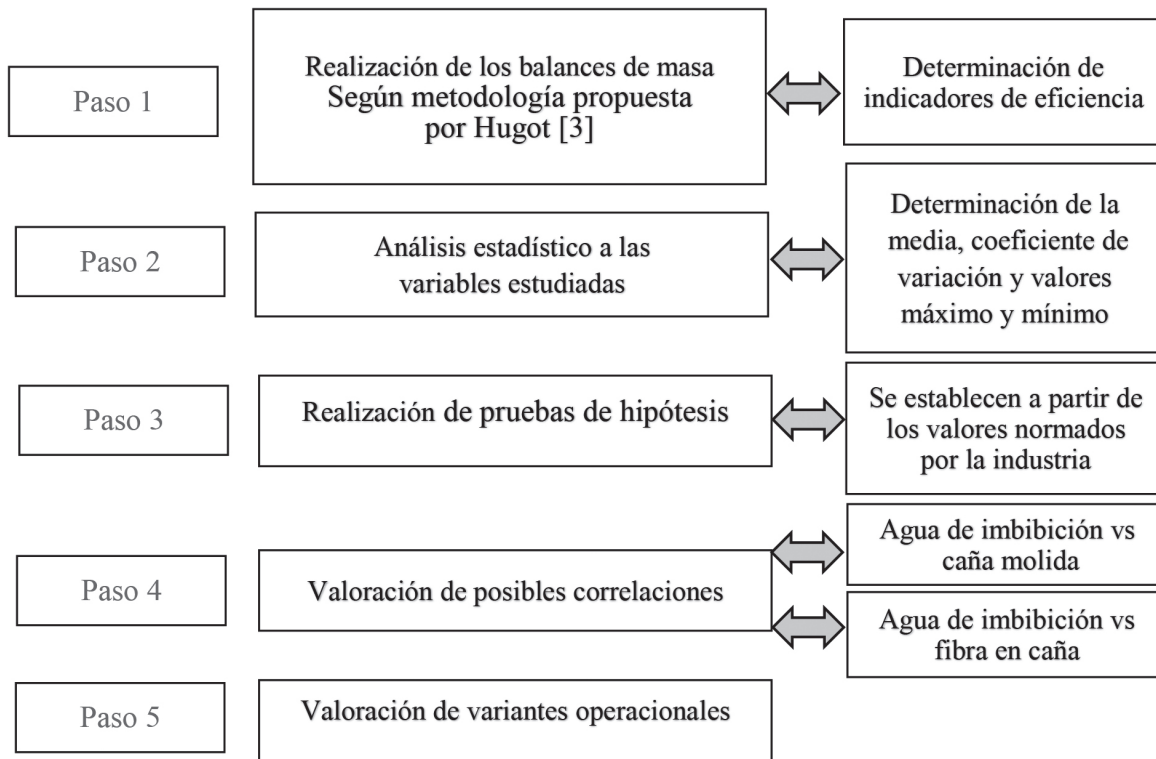 Paso 1
Realización de los balances de masa
Según metodología propuesta
por Hugot [3]
Determinación de
indicadores de eficiencia
Paso 2
Análisis estadístico a las
variables estudiadas
Determinación de la
media, coeficiente de
variación y valores
máximo y mínimo
Paso 3
Realización de pruebas de hipótesis
Se establecen a partir de
los valores normados
por la industria
Paso 4
Valoración de posibles correlaciones
Agua de imbibición vs
caña molida
Agua de imbibición vs
fibra en caña
Paso 5
Valoración de variantes operacionales